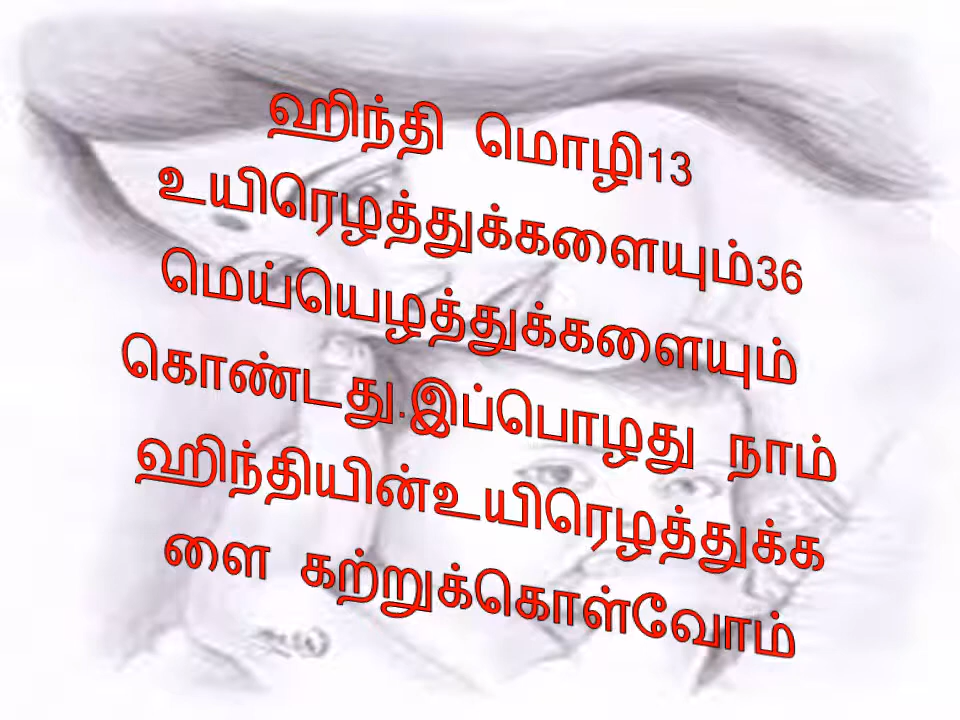 ஹிந்தி மொழி13
உயிரெழத்துக்களையும்36
மெய்யெழத்துக்களையும்
கொண்டது.இப்பொழது நாம்
ஹிந்தியின்உயிரெழத்துக்க
ளை கற்றுக்கொள்வோம்